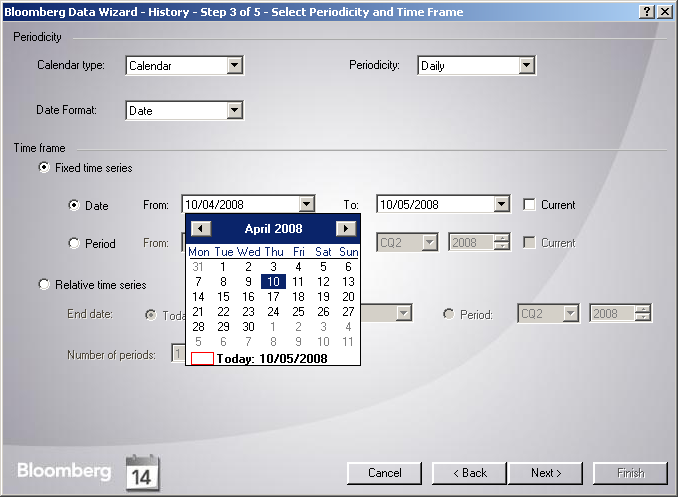 Bloomberg Data Wizard - History - Step 3 of 5 - Select Periodicity and Time Frame
Periodicity
Calendar type: Calendar Periodicity: Daily
Date Format: Date
Time frame
Fixed time series
Date From: 10/04/2008 To: 10/05/2008 Current
April 2008
Period From: CQ2 2008 Current
Mon Tue Wed Thu Fri Sat Sun
31 1 2 3 4 5 6
7 8 9 10 11 12 13
Relative time series
14 15 16 17 18 19 20
21 22 23 24 25 26 27
End date: Toda Period: CQ2 2008
28 29 30 1 2 3 4
5 6 7 8 9 10 11
Number of periods: 1
Today: 10/05/2008
Bloomberg 14
Cancel < Back Next > Finish